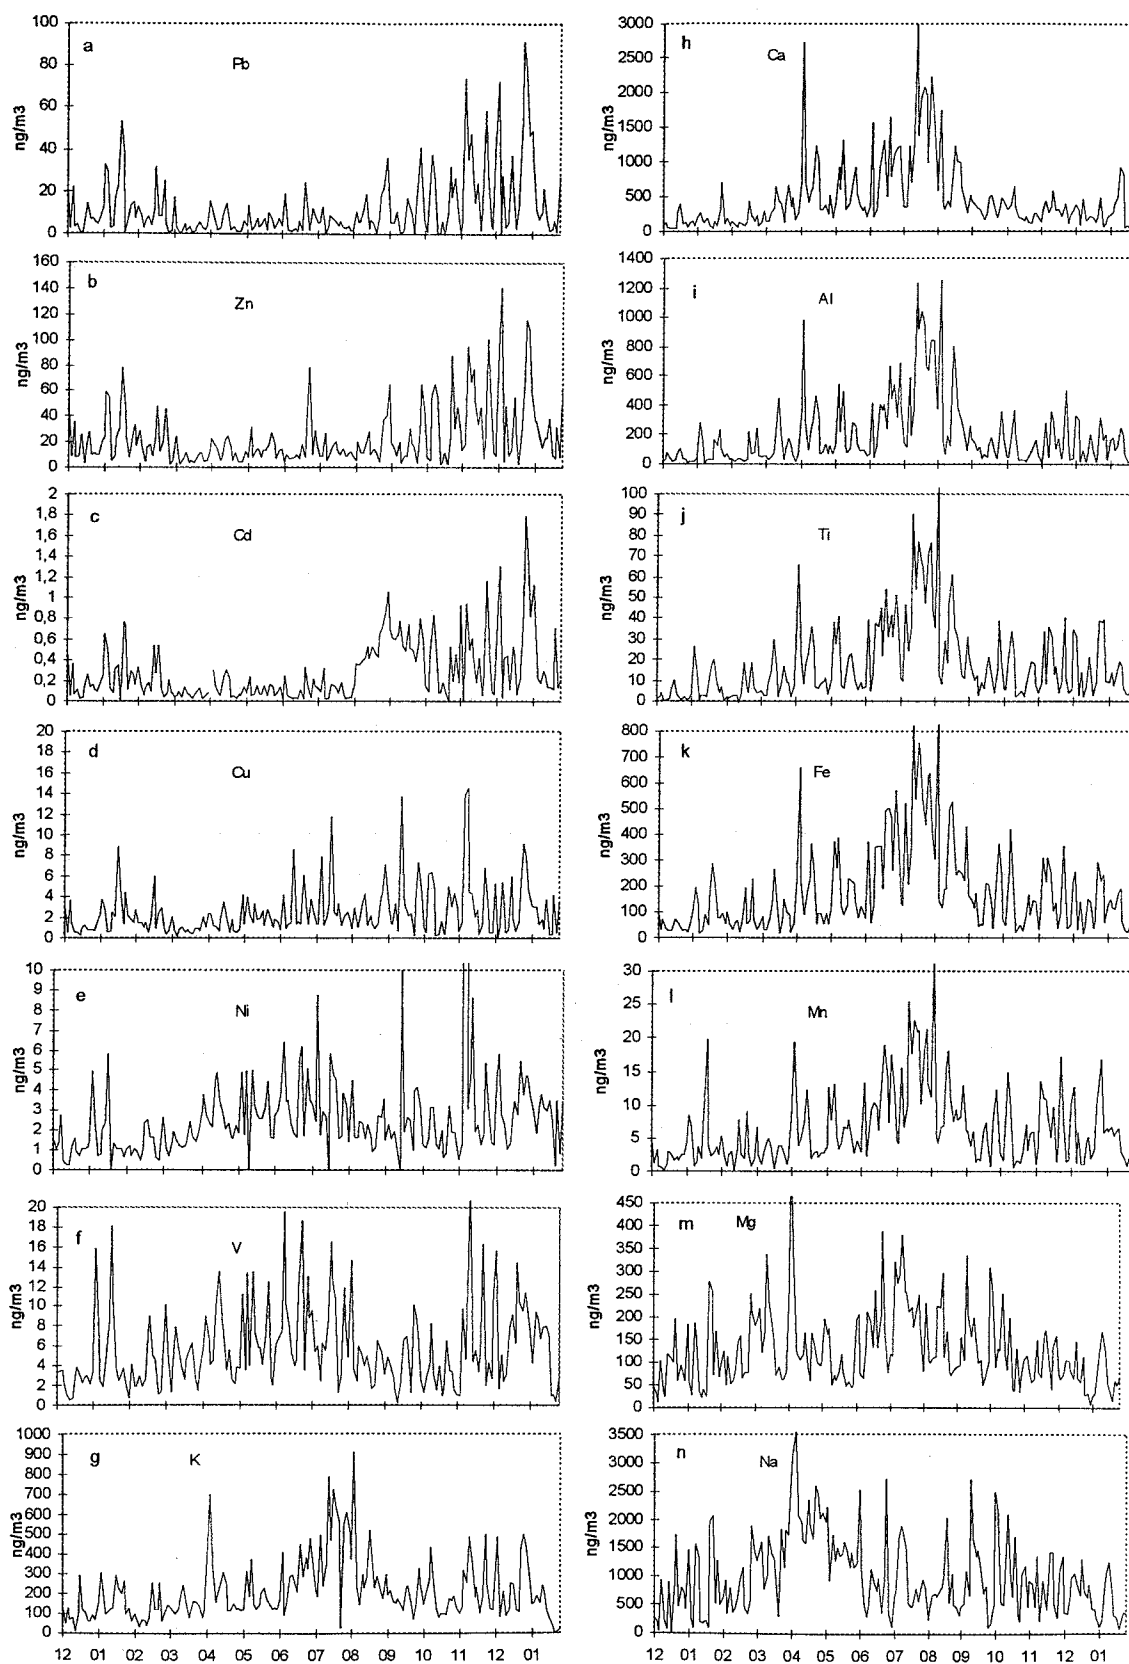 a
Pb
ng/m3
100
80
60
40
20
0
b
Zn
ng/m3
160
140
120
100
80
60
40
20
0
c
Cd
ng/m3
2
1,8
1,6
1,4
1,2
1
0,8
0,6
0,4
0,2
0
d
Cu
ng/m3
20
18
16
14
12
10
8
6
4
2
0
e
Ni
ng/m3
10
9
8
7
6
5
4
3
2
1
0
f
V
ng/m3
20
18
16
14
12
10
8
6
4
2
0
g
K
ng/m3
1000
900
800
700
600
500
400
300
200
100
0
12 01 02 03 04 05 06 07 08 09 10 11 12 01
h
Ca
ng/m3
3000
2500
2000
1500
1000
500
0
i
Al
ng/m3
1400
1200
1000
800
600
400
200
0
j
Ti
ng/m3
100
90
80
70
60
50
40
30
20
10
0
k
Fe
ng/m3
800
700
600
500
400
300
200
100
0
l
Mn
ng/m3
30
25
20
15
10
5
0
m
Mg
ng/m3
450
400
350
300
250
200
150
100
50
0
n
Na
ng/m3
3500
3000
2500
2000
1500
1000
500
0
12 01 02 03 04 05 06 07 08 09 10 11 12 01